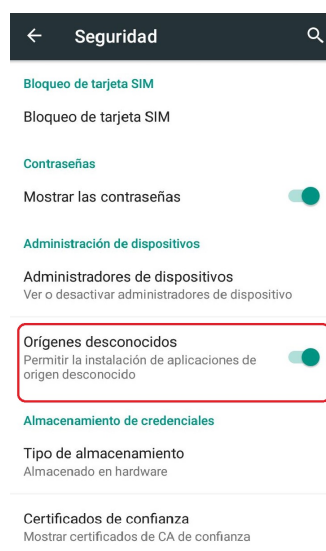 Seguridad
Bloqueo de tarjeta SIM
Bloqueo de tarjeta SIM
Contraseñas
Mostrar las contraseñas
Administración de dispositivos
Administradores de dispositivos
Ver o desactivar administradores de dispositivo
Orígenes desconocidos
Permitir la instalación de aplicaciones de
origen desconocido
Almacenamiento de credenciales
Tipo de almacenamiento
Almacenado en hardware
Certificados de confianza
Mostrar certificados de CA de confianza